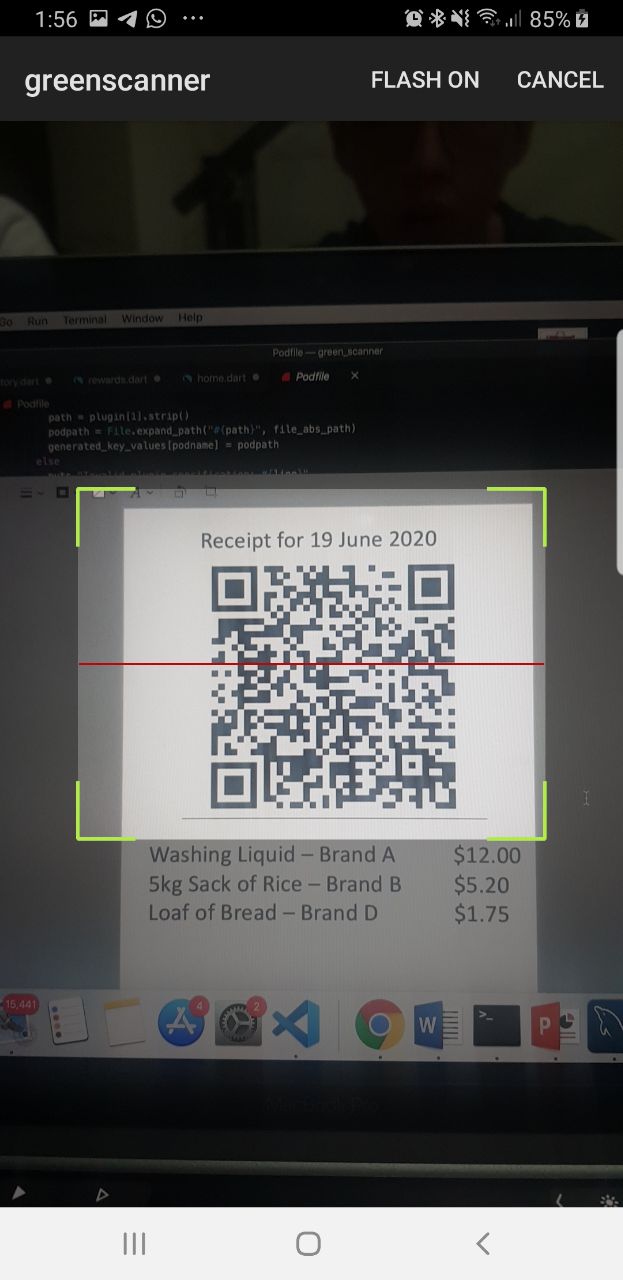 1:56
85%
greenscanner
FLASH ON
CANCEL
Go Run Terminal Window Help
Podfile — green_scanner
tory.dart
rewards.dart
home.dart
Podfile
Podfile
path = plugin[1].strip()
podpath = File.expand_path("#{path}", file_abs_path)
generated_key_values[podname] = podpath
else
Receipt for 19 June 2020
Washing Liquid – Brand A $12.00
5kg Sack of Rice – Brand B $5.20
Loaf of Bread – Brand D $1.75
15,441
4
2
W
P
MacBook Pro